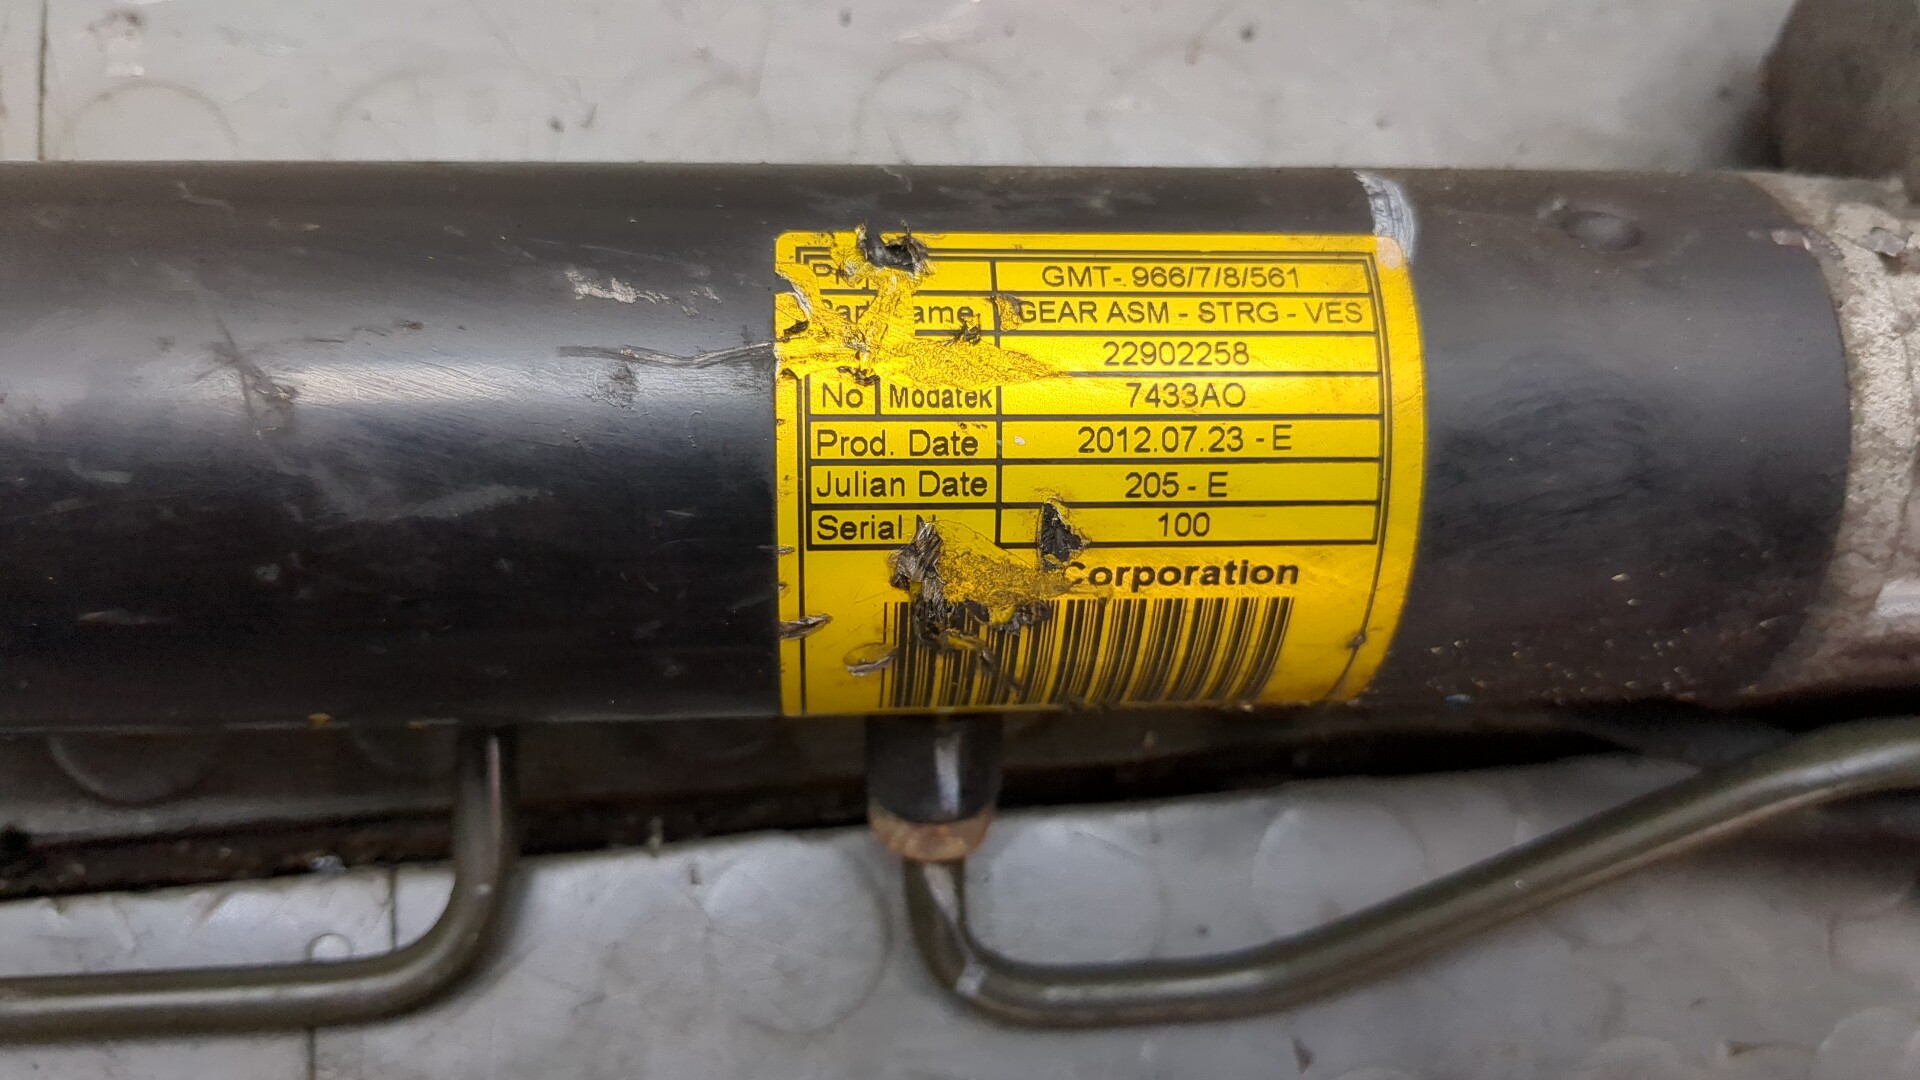 GMT- 966/7/8/561
GEAR ASM - STRG - VES
22902258
No Modatek 7433AO
Prod. Date 2012.07.23 - E
Julian Date 205 - E
Serial 100
Corporation